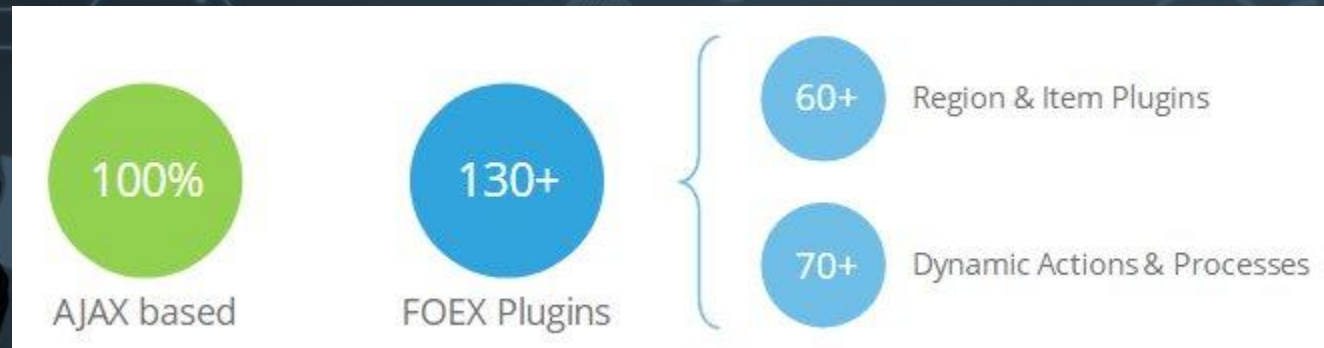 100%
AJAX based
130+
FOEX Plugins
60+
Region & Item Plugins
70+
Dynamic Actions & Processes